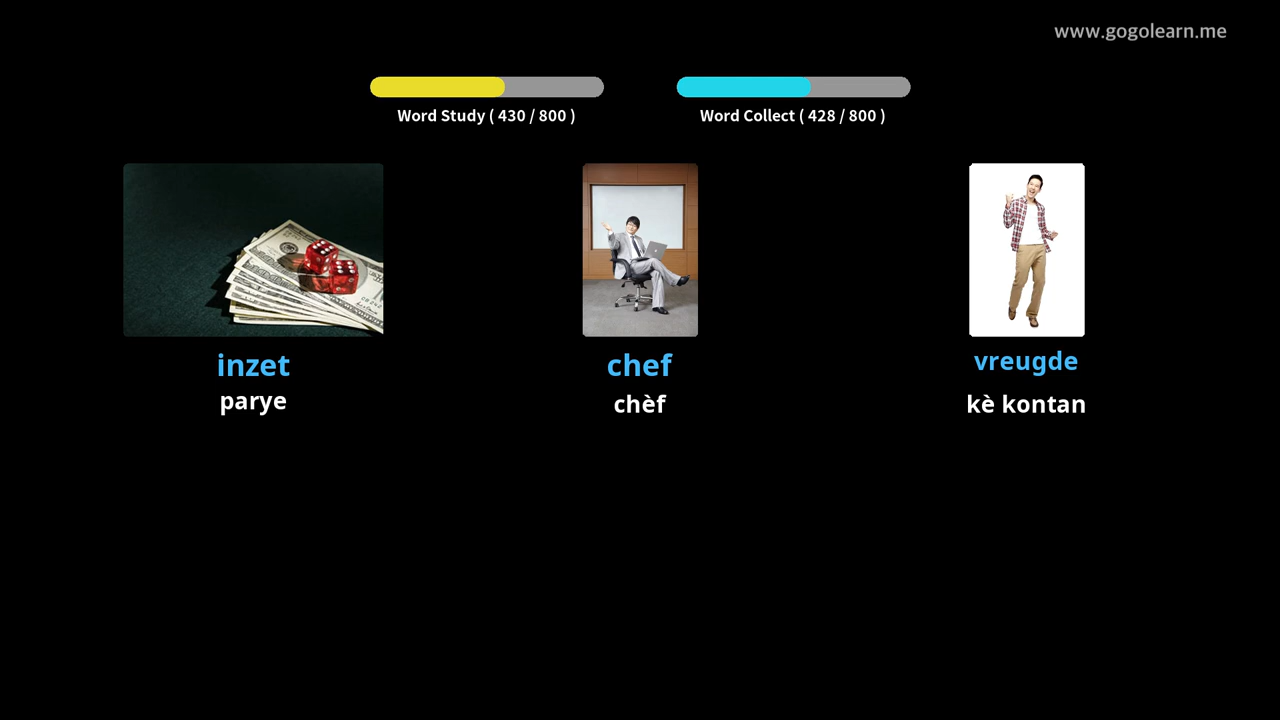 www.gogolearn.me
Word Study ( 430 / 800 )
Word Collect ( 428 / 800 )
inzet
parye
chef
chèf
vreugde
kè kontan